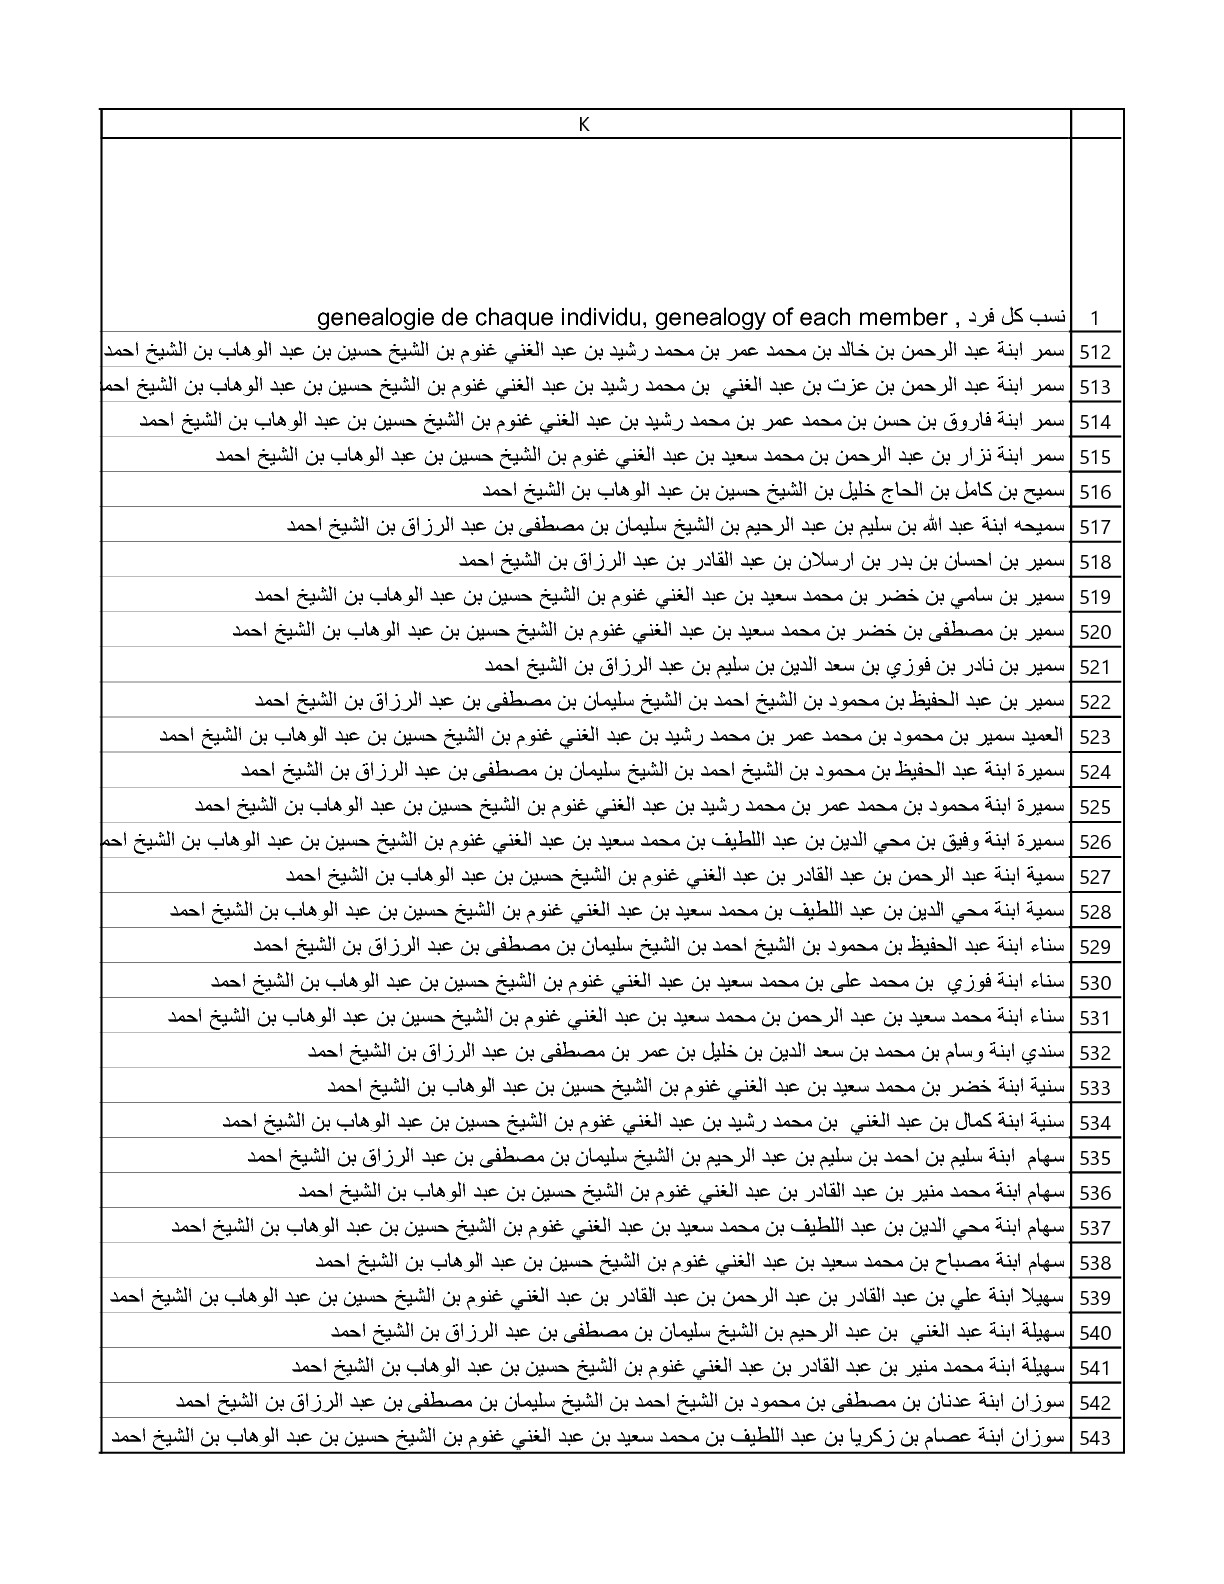 K
1 نسب كل فرد , genealogie de chaque individu, genealogy of each member
512 سمر ابنة عبد الرحمن بن خالد بن محمد عمر بن محمد رشيد بن عبد الغني غنوم بن الشيخ حسين بن عبد الوهاب بن الشيخ احمد
513 سمر ابنة عبد الرحمن بن عزت بن عبد الغني بن محمد رشيد بن عبد الغني غنوم بن الشيخ حسين بن عبد الوهاب بن الشيخ احم
514 سمر ابنة فاروق بن حسن بن محمد عمر بن محمد رشيد بن عبد الغني غنوم بن الشيخ حسين بن عبد الوهاب بن الشيخ احمد
515 سمر ابنة نزار بن عبد الرحمن بن محمد سعيد بن عبد الغني غنوم بن الشيخ حسين بن عبد الوهاب بن الشيخ احمد
516 سميح بن كامل بن الحاج خليل بن الشيخ حسين بن عبد الوهاب بن الشيخ احمد
517 سميحه ابنة عبد الله بن سليم بن عبد الرحيم بن الشيخ سليمان بن مصطفى بن عبد الرزاق بن الشيخ احمد
518 سمير بن احسان بن بدر بن ارسلان بن عبد القادر بن عبد الرزاق بن الشيخ احمد
519 سمير بن سامي بن خضر بن محمد سعيد بن عبد الغني غنوم بن الشيخ حسين بن عبد الوهاب بن الشيخ احمد
520 سمير بن مصطفى بن خضر بن محمد سعيد بن عبد الغني غنوم بن الشيخ حسين بن عبد الوهاب بن الشيخ احمد
521 سمير بن نادر بن فوزي بن سعد الدين بن سليم بن عبد الرزاق بن الشيخ احمد
522 سمير بن عبد الحفيظ بن محمود بن الشيخ احمد بن الشيخ سليمان بن مصطفى بن عبد الرزاق بن الشيخ احمد
523 العميد سمير بن محمود بن محمد عمر بن محمد رشيد بن عبد الغني غنوم بن الشيخ حسين بن عبد الوهاب بن الشيخ احمد
524 سميرة ابنة عبد الحفيظ بن محمود بن الشيخ احمد بن الشيخ سليمان بن مصطفى بن عبد الرزاق بن الشيخ احمد
525 سميرة ابنة محمود بن محمد عمر بن محمد رشيد بن عبد الغني غنوم بن الشيخ حسين بن عبد الوهاب بن الشيخ احمد
526 سميرة ابنة وفيق بن محي الدين بن عبد اللطيف بن محمد سعيد بن عبد الغني غنوم بن الشيخ حسين بن عبد الوهاب بن الشيخ احم
527 سمية ابنة عبد الرحمن بن عبد القادر بن عبد الغني غنوم بن الشيخ حسين بن عبد الوهاب بن الشيخ احمد
528 سمية ابنة محي الدين بن عبد اللطيف بن محمد سعيد بن عبد الغني غنوم بن الشيخ حسين بن عبد الوهاب بن الشيخ احمد
529 سناء ابنة عبد الحفيظ بن محمود بن الشيخ احمد بن الشيخ سليمان بن مصطفى بن عبد الرزاق بن الشيخ احمد
530 سناء ابنة فوزي بن محمد على بن محمد سعيد بن عبد الغني غنوم بن الشيخ حسين بن عبد الوهاب بن الشيخ احمد
531 سناء ابنة محمد سعيد بن عبد الرحمن بن محمد سعيد بن عبد الغني غنوم بن الشيخ حسين بن عبد الوهاب بن الشيخ احمد
532 سندي ابنة وسام بن محمد بن سعد الدين بن خليل بن عمر بن مصطفى بن عبد الرزاق بن الشيخ احمد
533 سنية ابنة خضر بن محمد سعيد بن عبد الغني غنوم بن الشيخ حسين بن عبد الوهاب بن الشيخ احمد
534 سنية ابنة كمال بن عبد الغني بن محمد رشيد بن عبد الغني غنوم بن الشيخ حسين بن عبد الوهاب بن الشيخ احمد
535 سهام ابنة سليم بن احمد بن سليم بن عبد الرحيم بن الشيخ سليمان بن مصطفى بن عبد الرزاق بن الشيخ احمد
536 سهام ابنة محمد منير بن عبد القادر بن عبد الغني غنوم بن الشيخ حسين بن عبد الوهاب بن الشيخ احمد
537 سهام ابنة محي الدين بن عبد اللطيف بن محمد سعيد بن عبد الغني غنوم بن الشيخ حسين بن عبد الوهاب بن الشيخ احمد
538 سهام ابنة مصباح بن محمد سعيد بن عبد الغني غنوم بن الشيخ حسين بن عبد الوهاب بن الشيخ احمد
539 سهيلا ابنة علي بن عبد القادر بن عبد الرحمن بن عبد القادر بن عبد الغني غنوم بن الشيخ حسين بن عبد الوهاب بن الشيخ احمد
540 سهيلة ابنة عبد الغني بن عبد الرحيم بن الشيخ سليمان بن مصطفى بن عبد الرزاق بن الشيخ احمد
541 سهيلة ابنة محمد منير بن عبد القادر بن عبد الغني غنوم بن الشيخ حسين بن عبد الوهاب بن الشيخ احمد
542 سوزان ابنة عدنان بن مصطفى بن محمود بن الشيخ احمد بن الشيخ سليمان بن مصطفى بن عبد الرزاق بن الشيخ احمد
543 سوزان ابنة عصام بن زكريا بن عبد اللطيف بن محمد سعيد بن عبد الغني غنوم بن الشيخ حسين بن عبد الوهاب بن الشيخ احمد